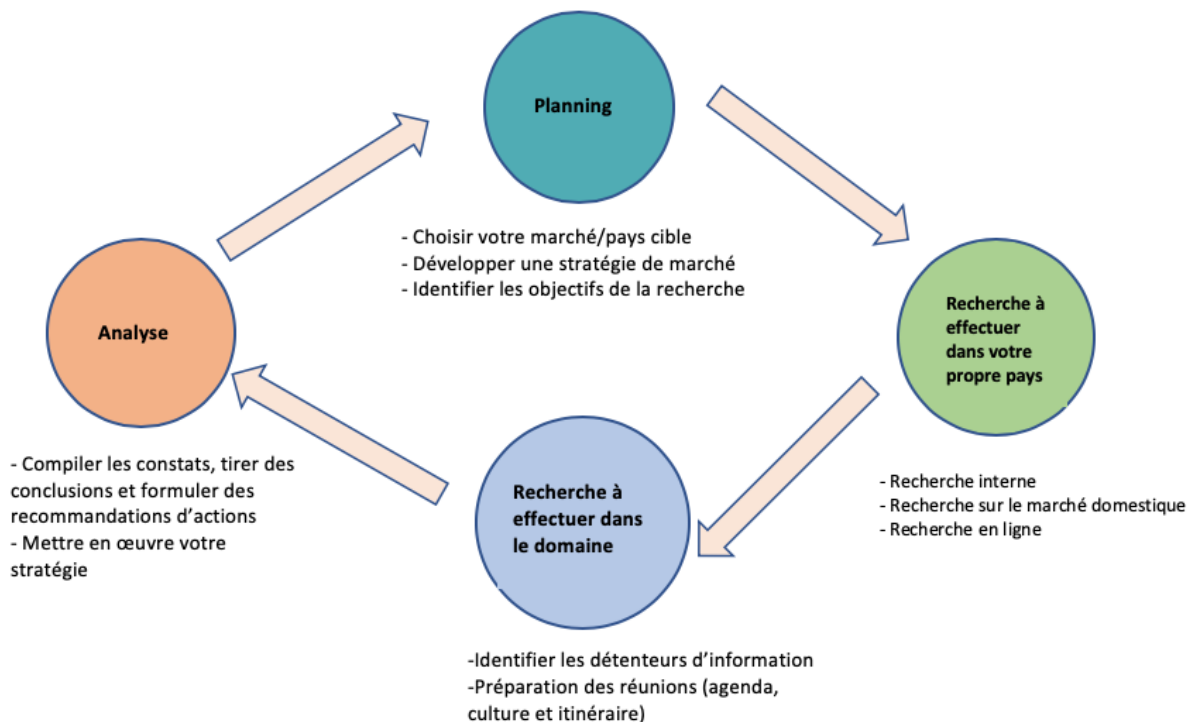 Planning
- Choisir votre marché/pays cible
- Développer une stratégie de marché
- Identifier les objectifs de la recherche
Recherche à
effectuer
dans votre
propre pays
- Recherche interne
- Recherche sur le marché domestique
- Recherche en ligne
Recherche à
effectuer dans
le domaine
-Identifier les détenteurs d’information
-Préparation des réunions (agenda,
culture et itinéraire)
Analyse
- Compiler les constats, tirer des
conclusions et formuler des
recommandations d’actions
- Mettre en œuvre votre
stratégie